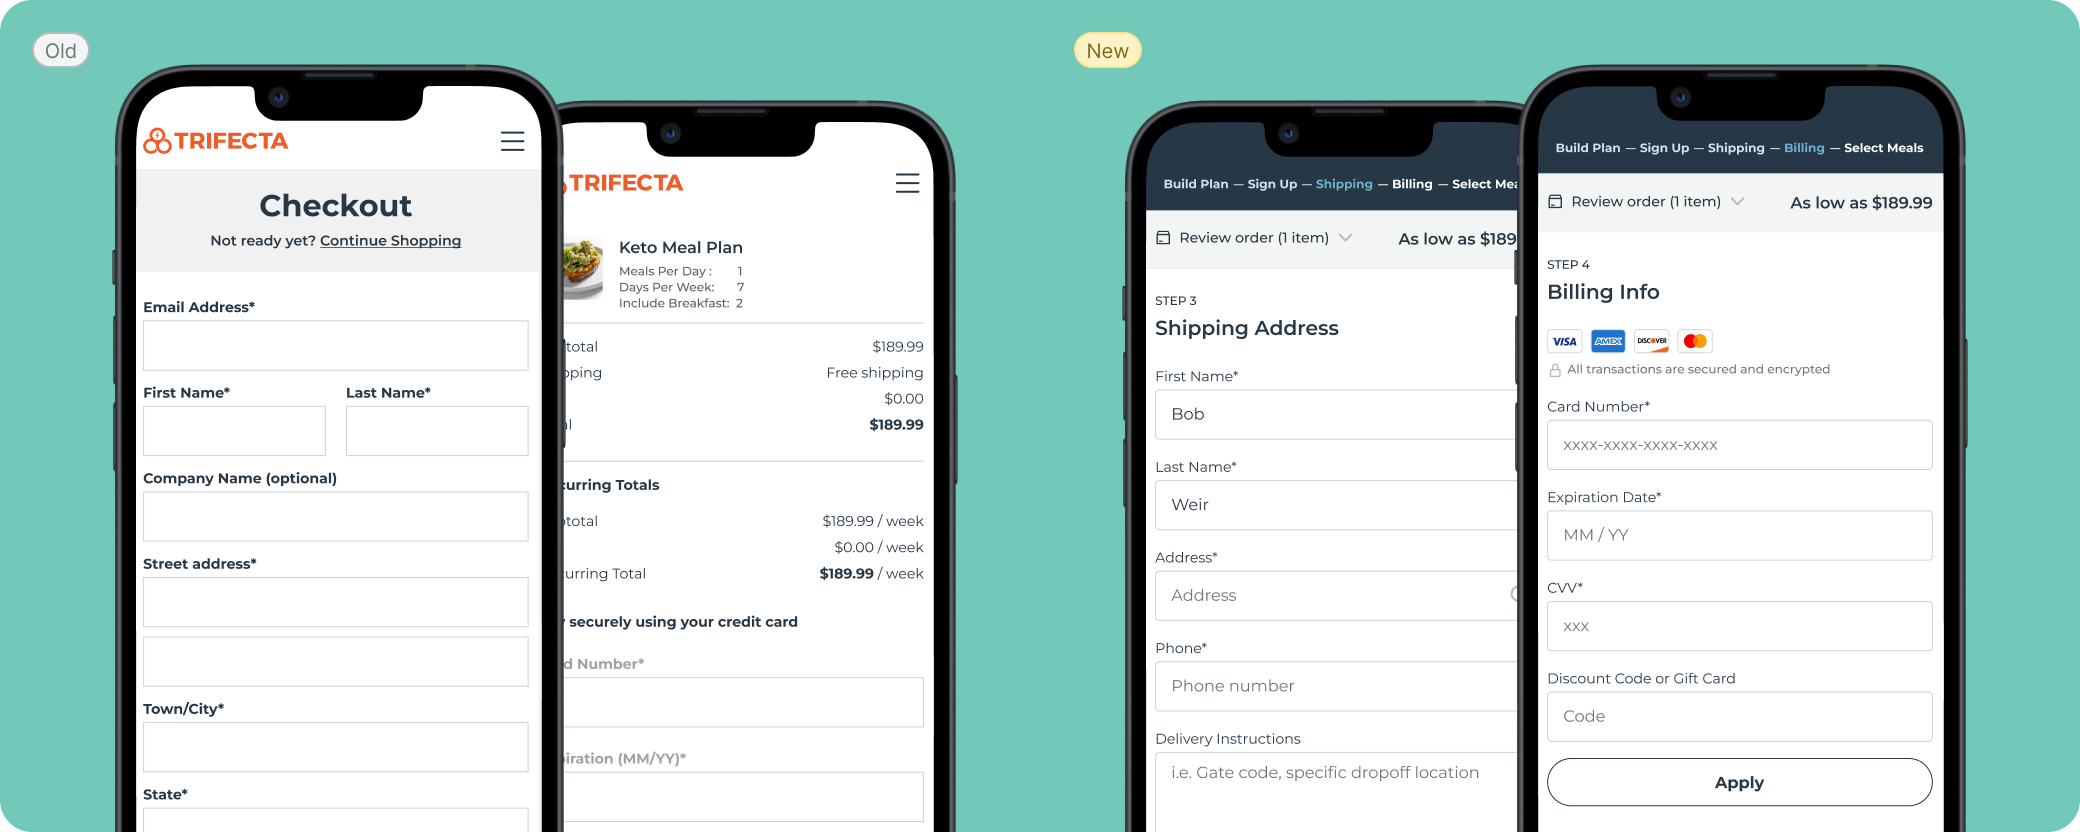 Old
TRIFECTA
Checkout
Not ready yet? Continue Shopping
Email Address*
First Name* Last Name*
Company Name (optional)
Street address*
Town/City*
State*
TRIFECTA
Keto Meal Plan
Meals Per Day : 1
Days Per Week: 7
Include Breakfast: 2
total $189.99
pping Free shipping
$0.00
$189.99
curring Totals
total $189.99 / week
$0.00 / week
curring Total $189.99 / week
securely using your credit card
d Number*
iration (MM/YY)*
New
Build Plan — Sign Up — Shipping — Billing — Select Mea
Review order (1 item) As low as $189
STEP 3
Shipping Address
First Name*
Bob
Last Name*
Weir
Address*
Address
Phone*
Phone number
Delivery Instructions
i.e. Gate code, specific dropoff location
Build Plan — Sign Up — Shipping — Billing — Select Meals
Review order (1 item) As low as $189.99
STEP 4
Billing Info
VISA AMEX DISCOVER
All transactions are secured and encrypted
Card Number*
xxxx-xxxx-xxxx-xxxx
Expiration Date*
MM / YY
CVV*
xxx
Discount Code or Gift Card
Code
Apply